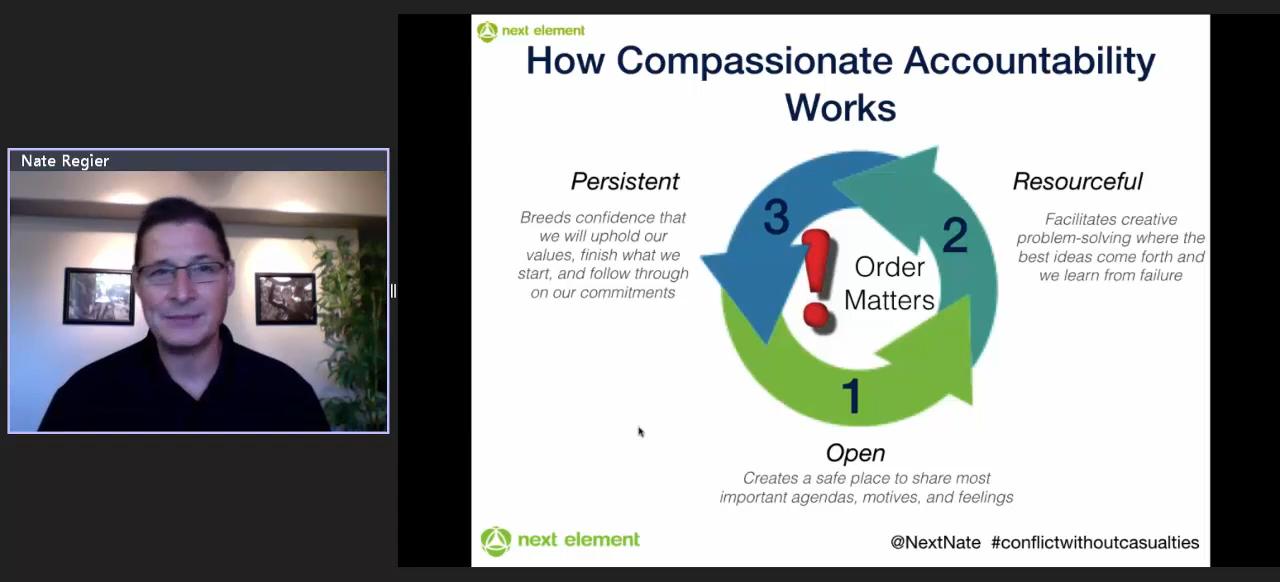 Nate Regier
next element
How Compassionate Accountability
Works
Persistent
Breeds confidence that
we will uphold our
values, finish what we
start, and follow through
on our commitments
3
2
Order
Matters
1
Resourceful
Facilitates creative
problem-solving where the
best ideas come forth and
we learn from failure
Open
Creates a safe place to share most
important agendas, motives, and feelings
next element
@NextNate #conflictwithoutcasualties